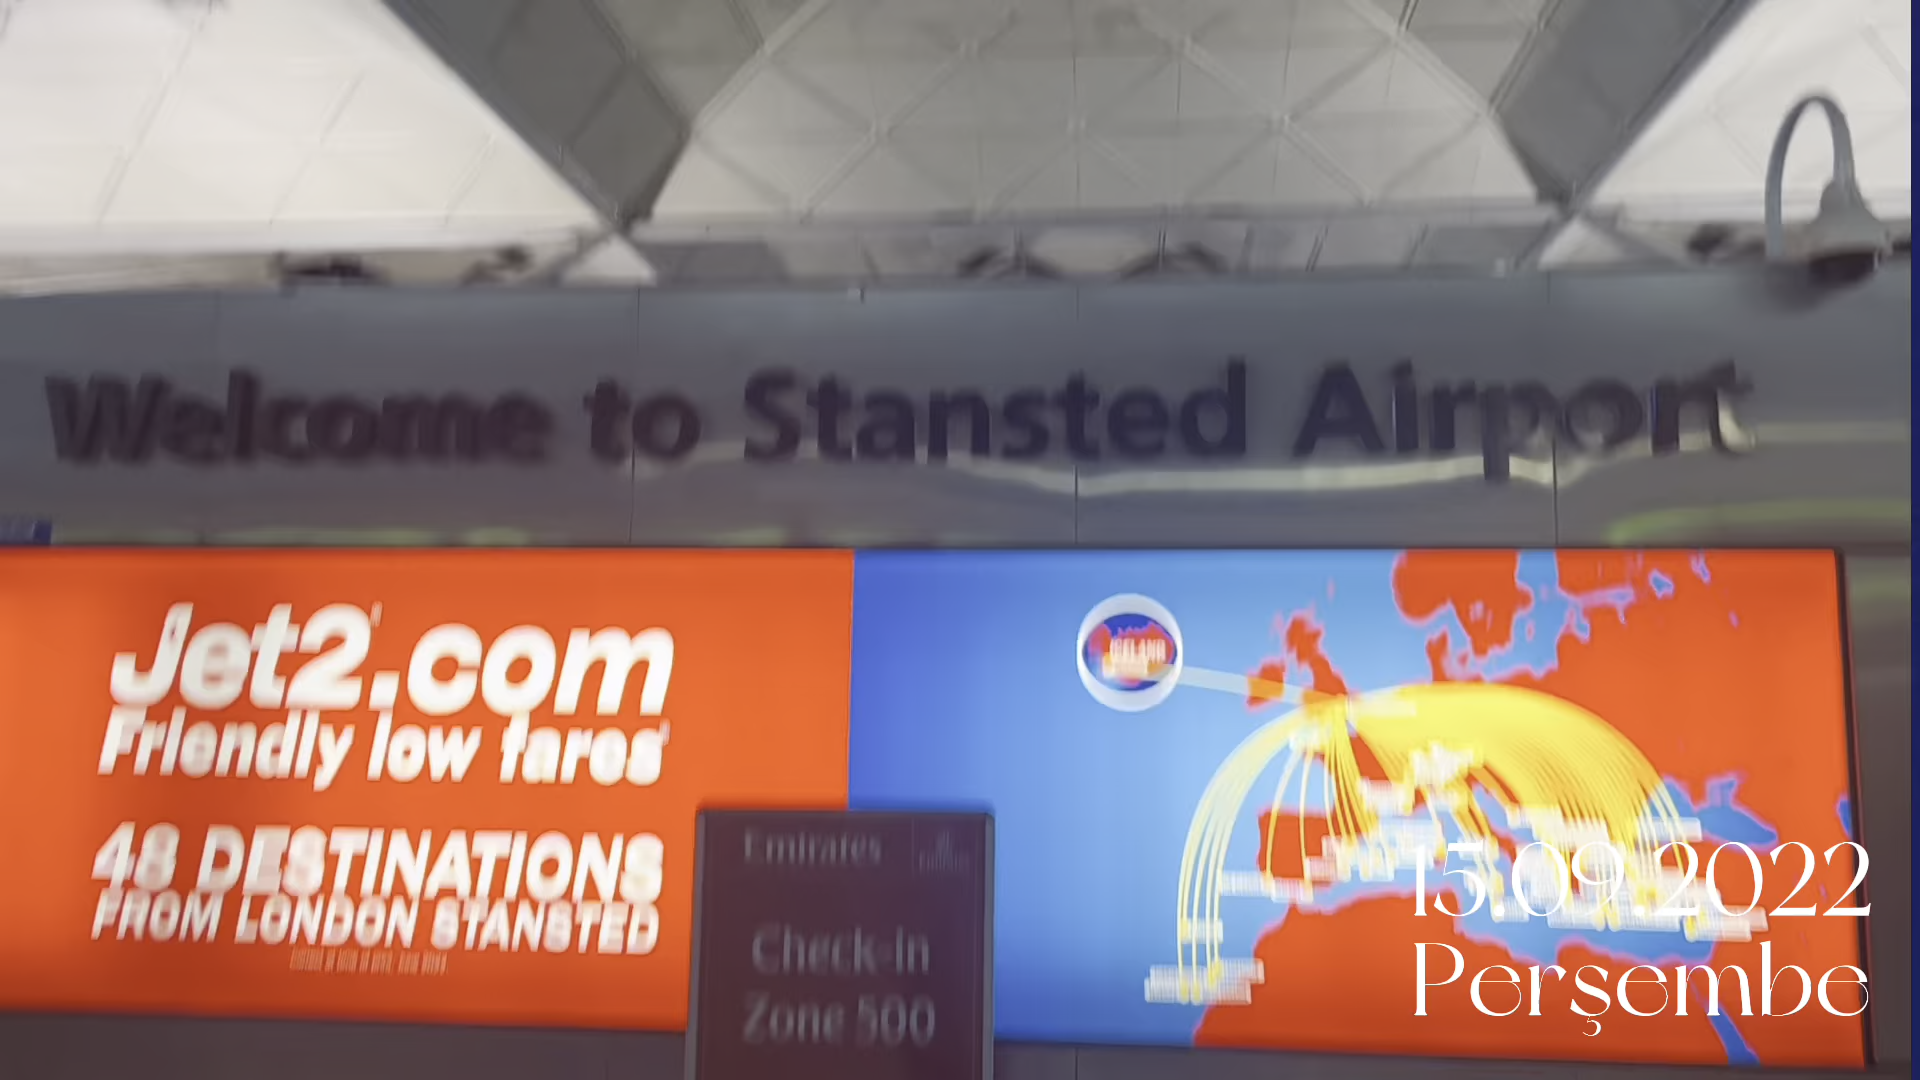 Welcome to Stansted Airport
Jet2.com
Friendly low fares
48 DESTINATIONS
FROM LONDON STANSTED
ICELAND
Emirates
Check-in
Zone 500
15.09.2022
Perşembe